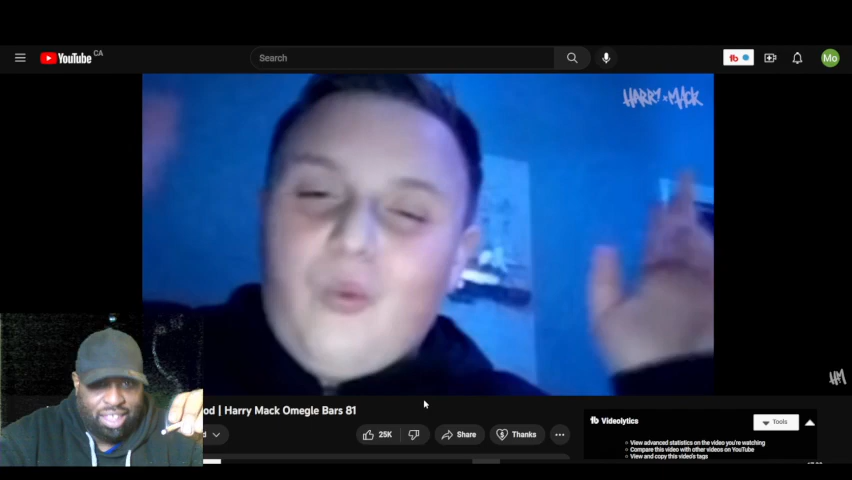 YouTube CA
Search
Mo
HARRY MACK
HM
od | Harry Mack Omegle Bars 81
d
25K
Share
Thanks
Videolytics
Tools
View advanced statistics on the video you're watching
Compare this video with other videos on YouTube
View and copy this video's tags